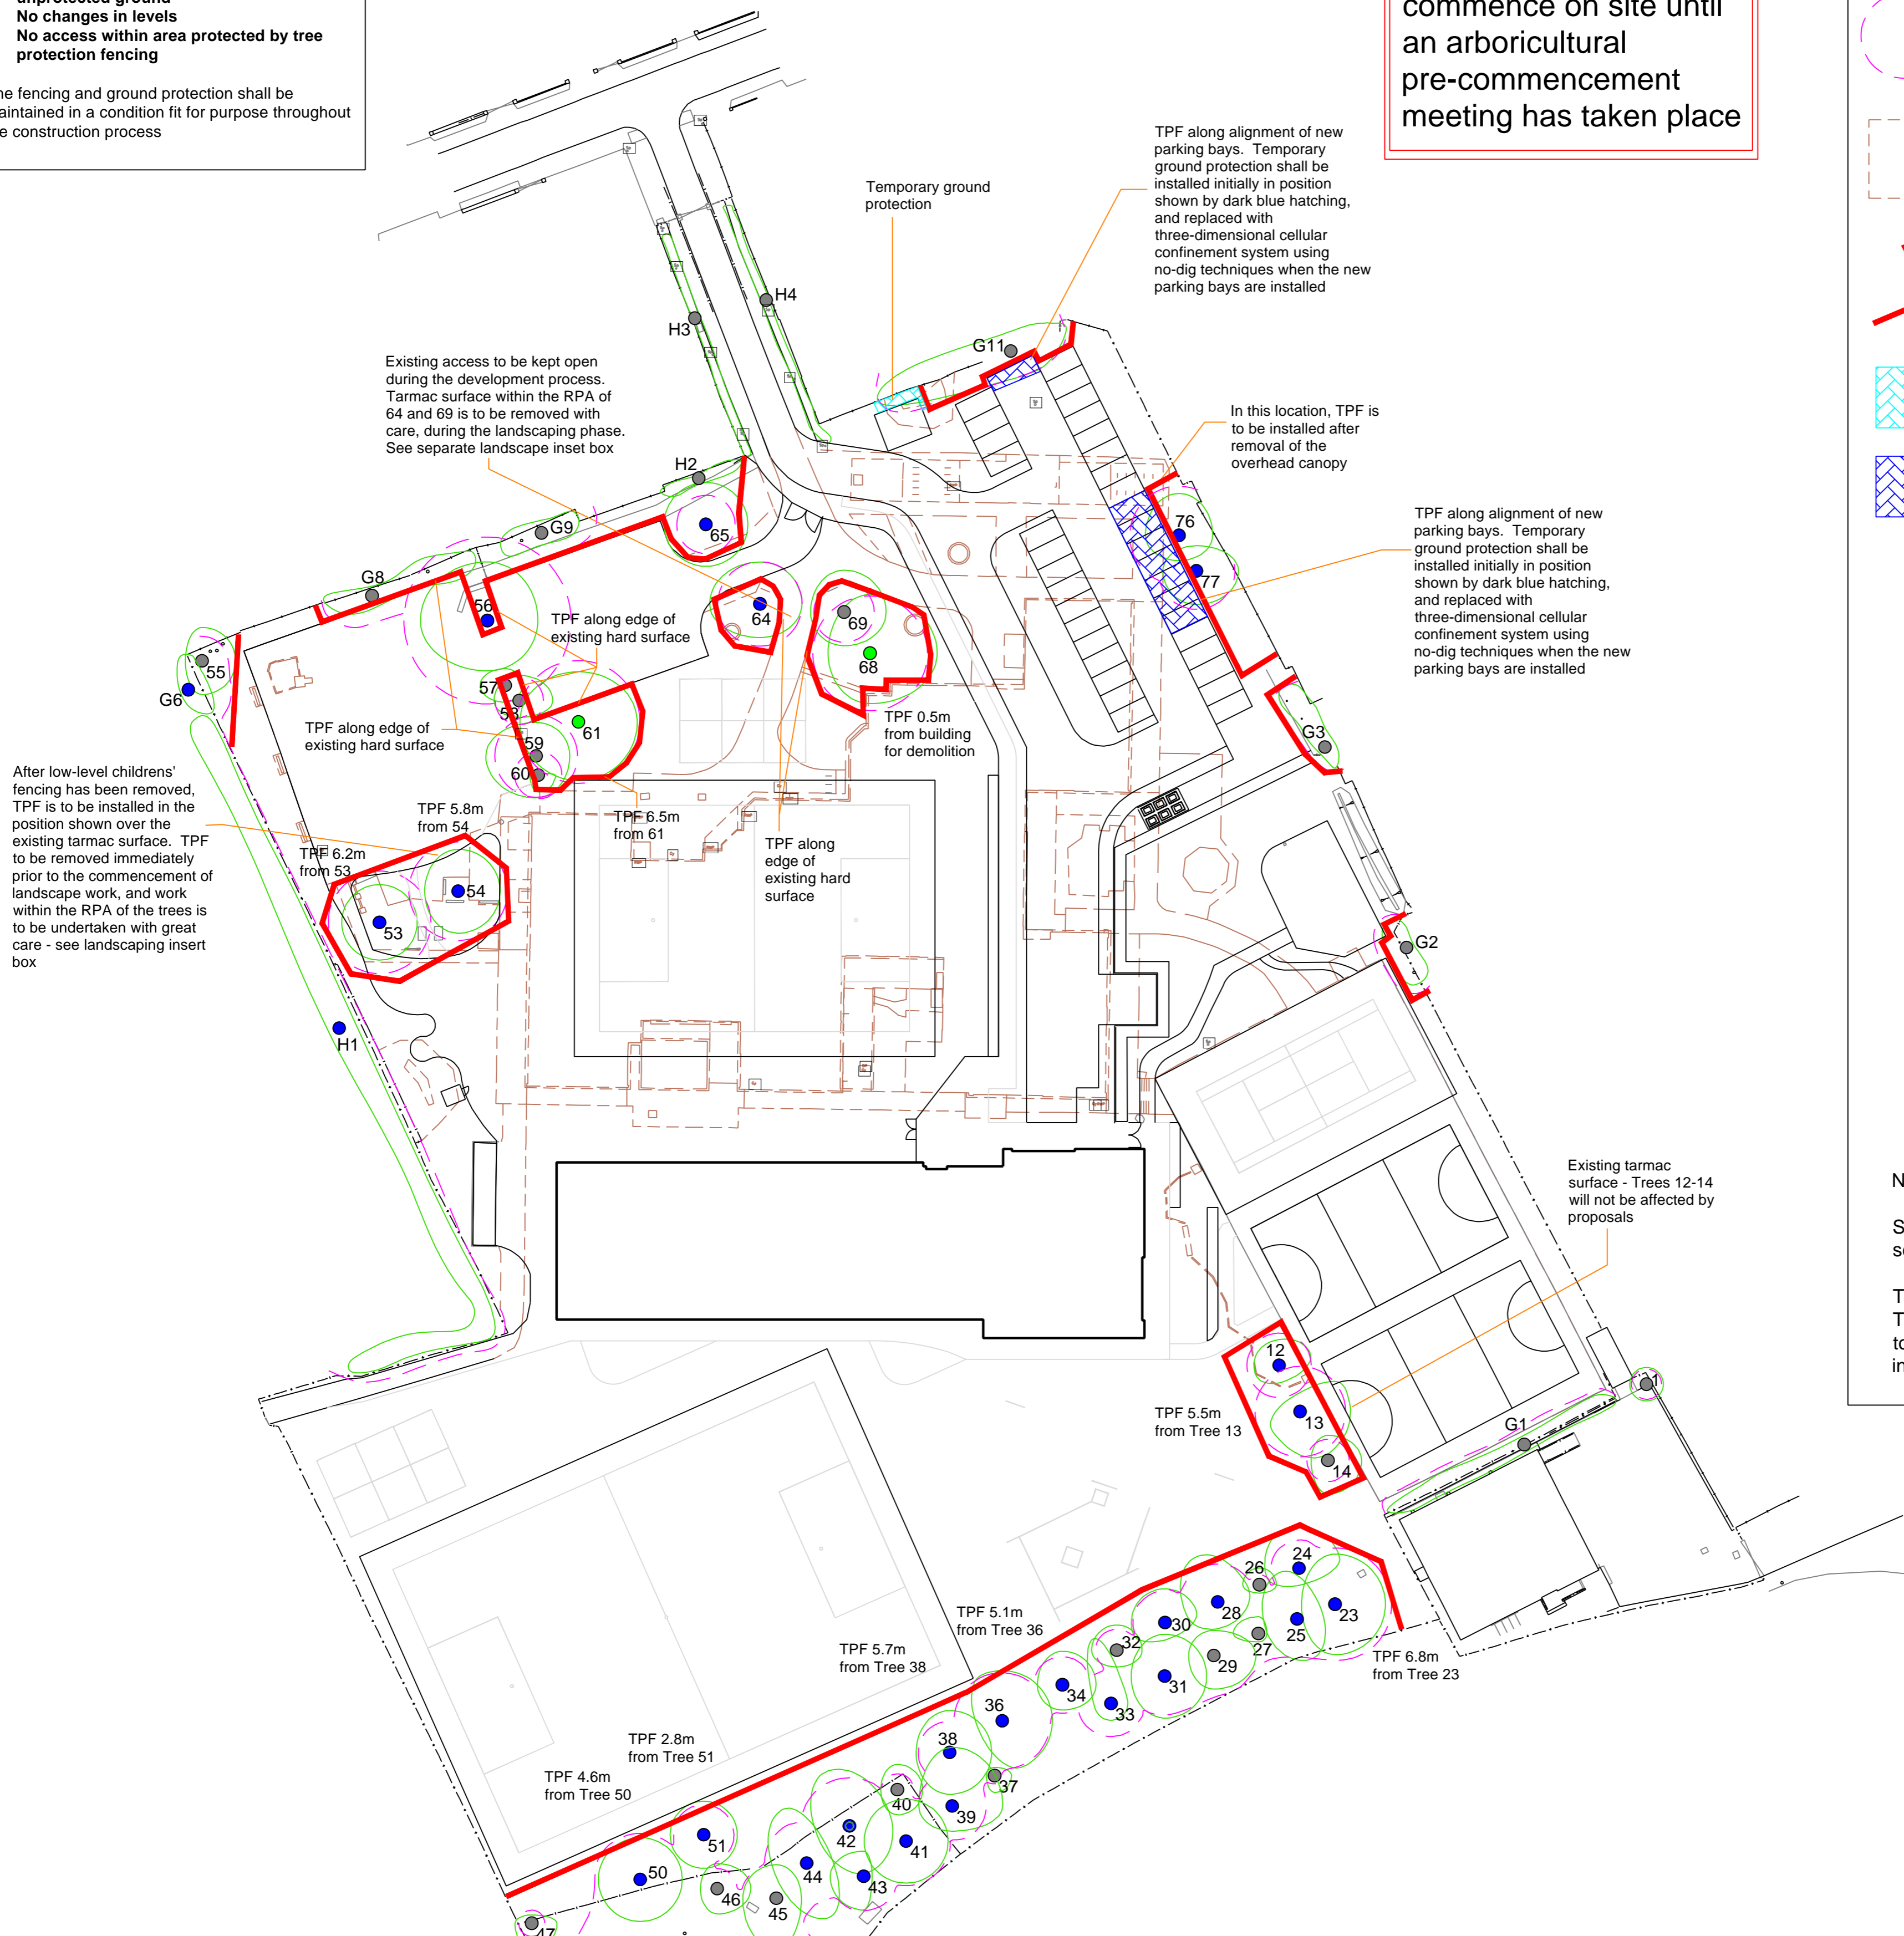 unprotected ground
No changes in levels
No access within area protected by tree
protection fencing
he fencing and ground protection shall be
aintained in a condition fit for purpose throughout
e construction process
commence on site until
an arboricultural
pre-commencement
meeting has taken place
TPF along alignment of new
parking bays. Temporary
ground protection shall be
installed initially in position
shown by dark blue hatching,
and replaced with
three-dimensional cellular
confinement system using
no-dig techniques when the new
parking bays are installed
Temporary ground
protection
H4
H3
G11
Existing access to be kept open
during the development process.
Tarmac surface within the RPA of
64 and 69 is to be removed with
care, during the landscaping phase.
See separate landscape inset box
In this location, TPF is
to be installed after
removal of the
overhead canopy
H2
G9
65
76
77
TPF along alignment of new
parking bays. Temporary
ground protection shall be
installed initially in position
shown by dark blue hatching,
and replaced with
three-dimensional cellular
confinement system using
no-dig techniques when the new
parking bays are installed
G8
56
TPF along edge of
existing hard surface
64
69
68
55
G6
57
58
59
60
61
TPF along edge of
existing hard surface
TPF 0.5m
from building
for demolition
G3
After low-level childrens'
fencing has been removed,
TPF is to be installed in the
position shown over the
existing tarmac surface. TPF
to be removed immediately
prior to the commencement of
landscape work, and work
within the RPA of the trees is
to be undertaken with great
care - see landscaping insert
box
TPF 5.8m
from 54
TPF 6.2m
from 53
TPF 6.5m
from 61
TPF along
edge of
existing hard
surface
54
53
G2
H1
Existing tarmac
surface - Trees 12-14
will not be affected by
proposals
N
S
se
T
T
to
in
12
13
14
TPF 5.5m
from Tree 13
1
G1
24
26
23
25
27
28
29
30
31
32
33
34
36
37
38
39
40
41
42
43
44
45
46
47
50
51
TPF 5.1m
from Tree 36
TPF 5.7m
from Tree 38
TPF 6.8m
from Tree 23
TPF 2.8m
from Tree 51
TPF 4.6m
from Tree 50